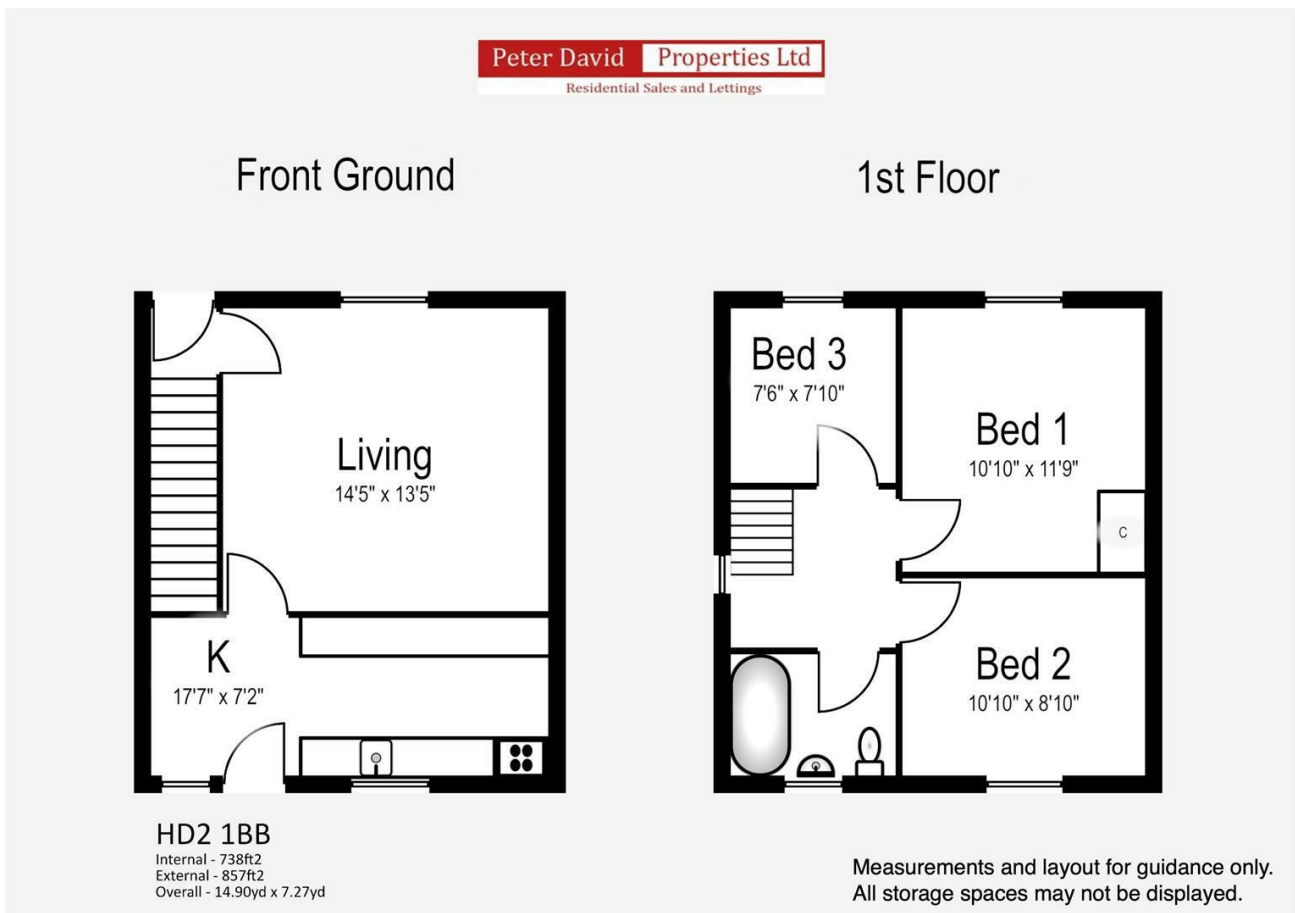 Peter David Properties Ltd
Residential Sales and Lettings
Front Ground
1st Floor
Living
14'5" x 13'5"
K
17'7" x 7'2"
Bed 3
7'6" x 7'10"
Bed 1
10'10" x 11'9"
C
Bed 2
10'10" x 8'10"
HD2 1BB
Internal - 738ft2
External - 857ft2
Overall - 14.90yd x 7.27yd
Measurements and layout for guidance only.
All storage spaces may not be displayed.